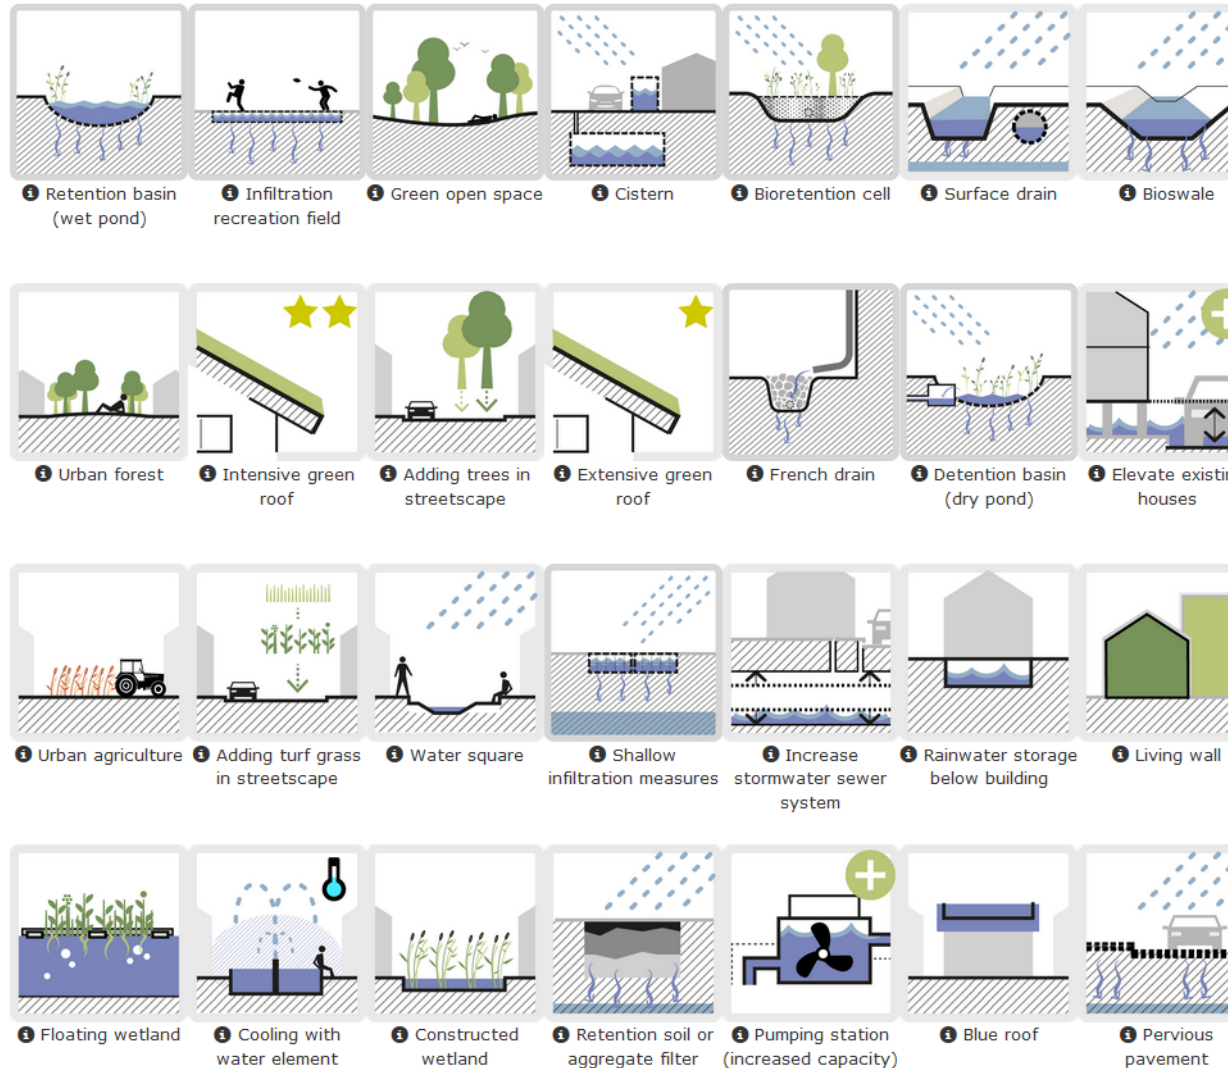 Retention basin
(wet pond)
Infiltration
recreation field
Green open space
Cistern
Bioretention cell
Surface drain
Bioswale
Urban forest
Intensive green
roof
Adding trees in
streetscape
Extensive green
roof
French drain
Detention basin
(dry pond)
Elevate existin
houses
Urban agriculture
Adding turf grass
in streetscape
Water square
Shallow
infiltration measures
Increase
stormwater sewer
system
Rainwater storage
below building
Living wall
Floating wetland
Cooling with
water element
Constructed
wetland
Retention soil or
aggregate filter
Pumping station
(increased capacity)
Blue roof
Pervious
pavement